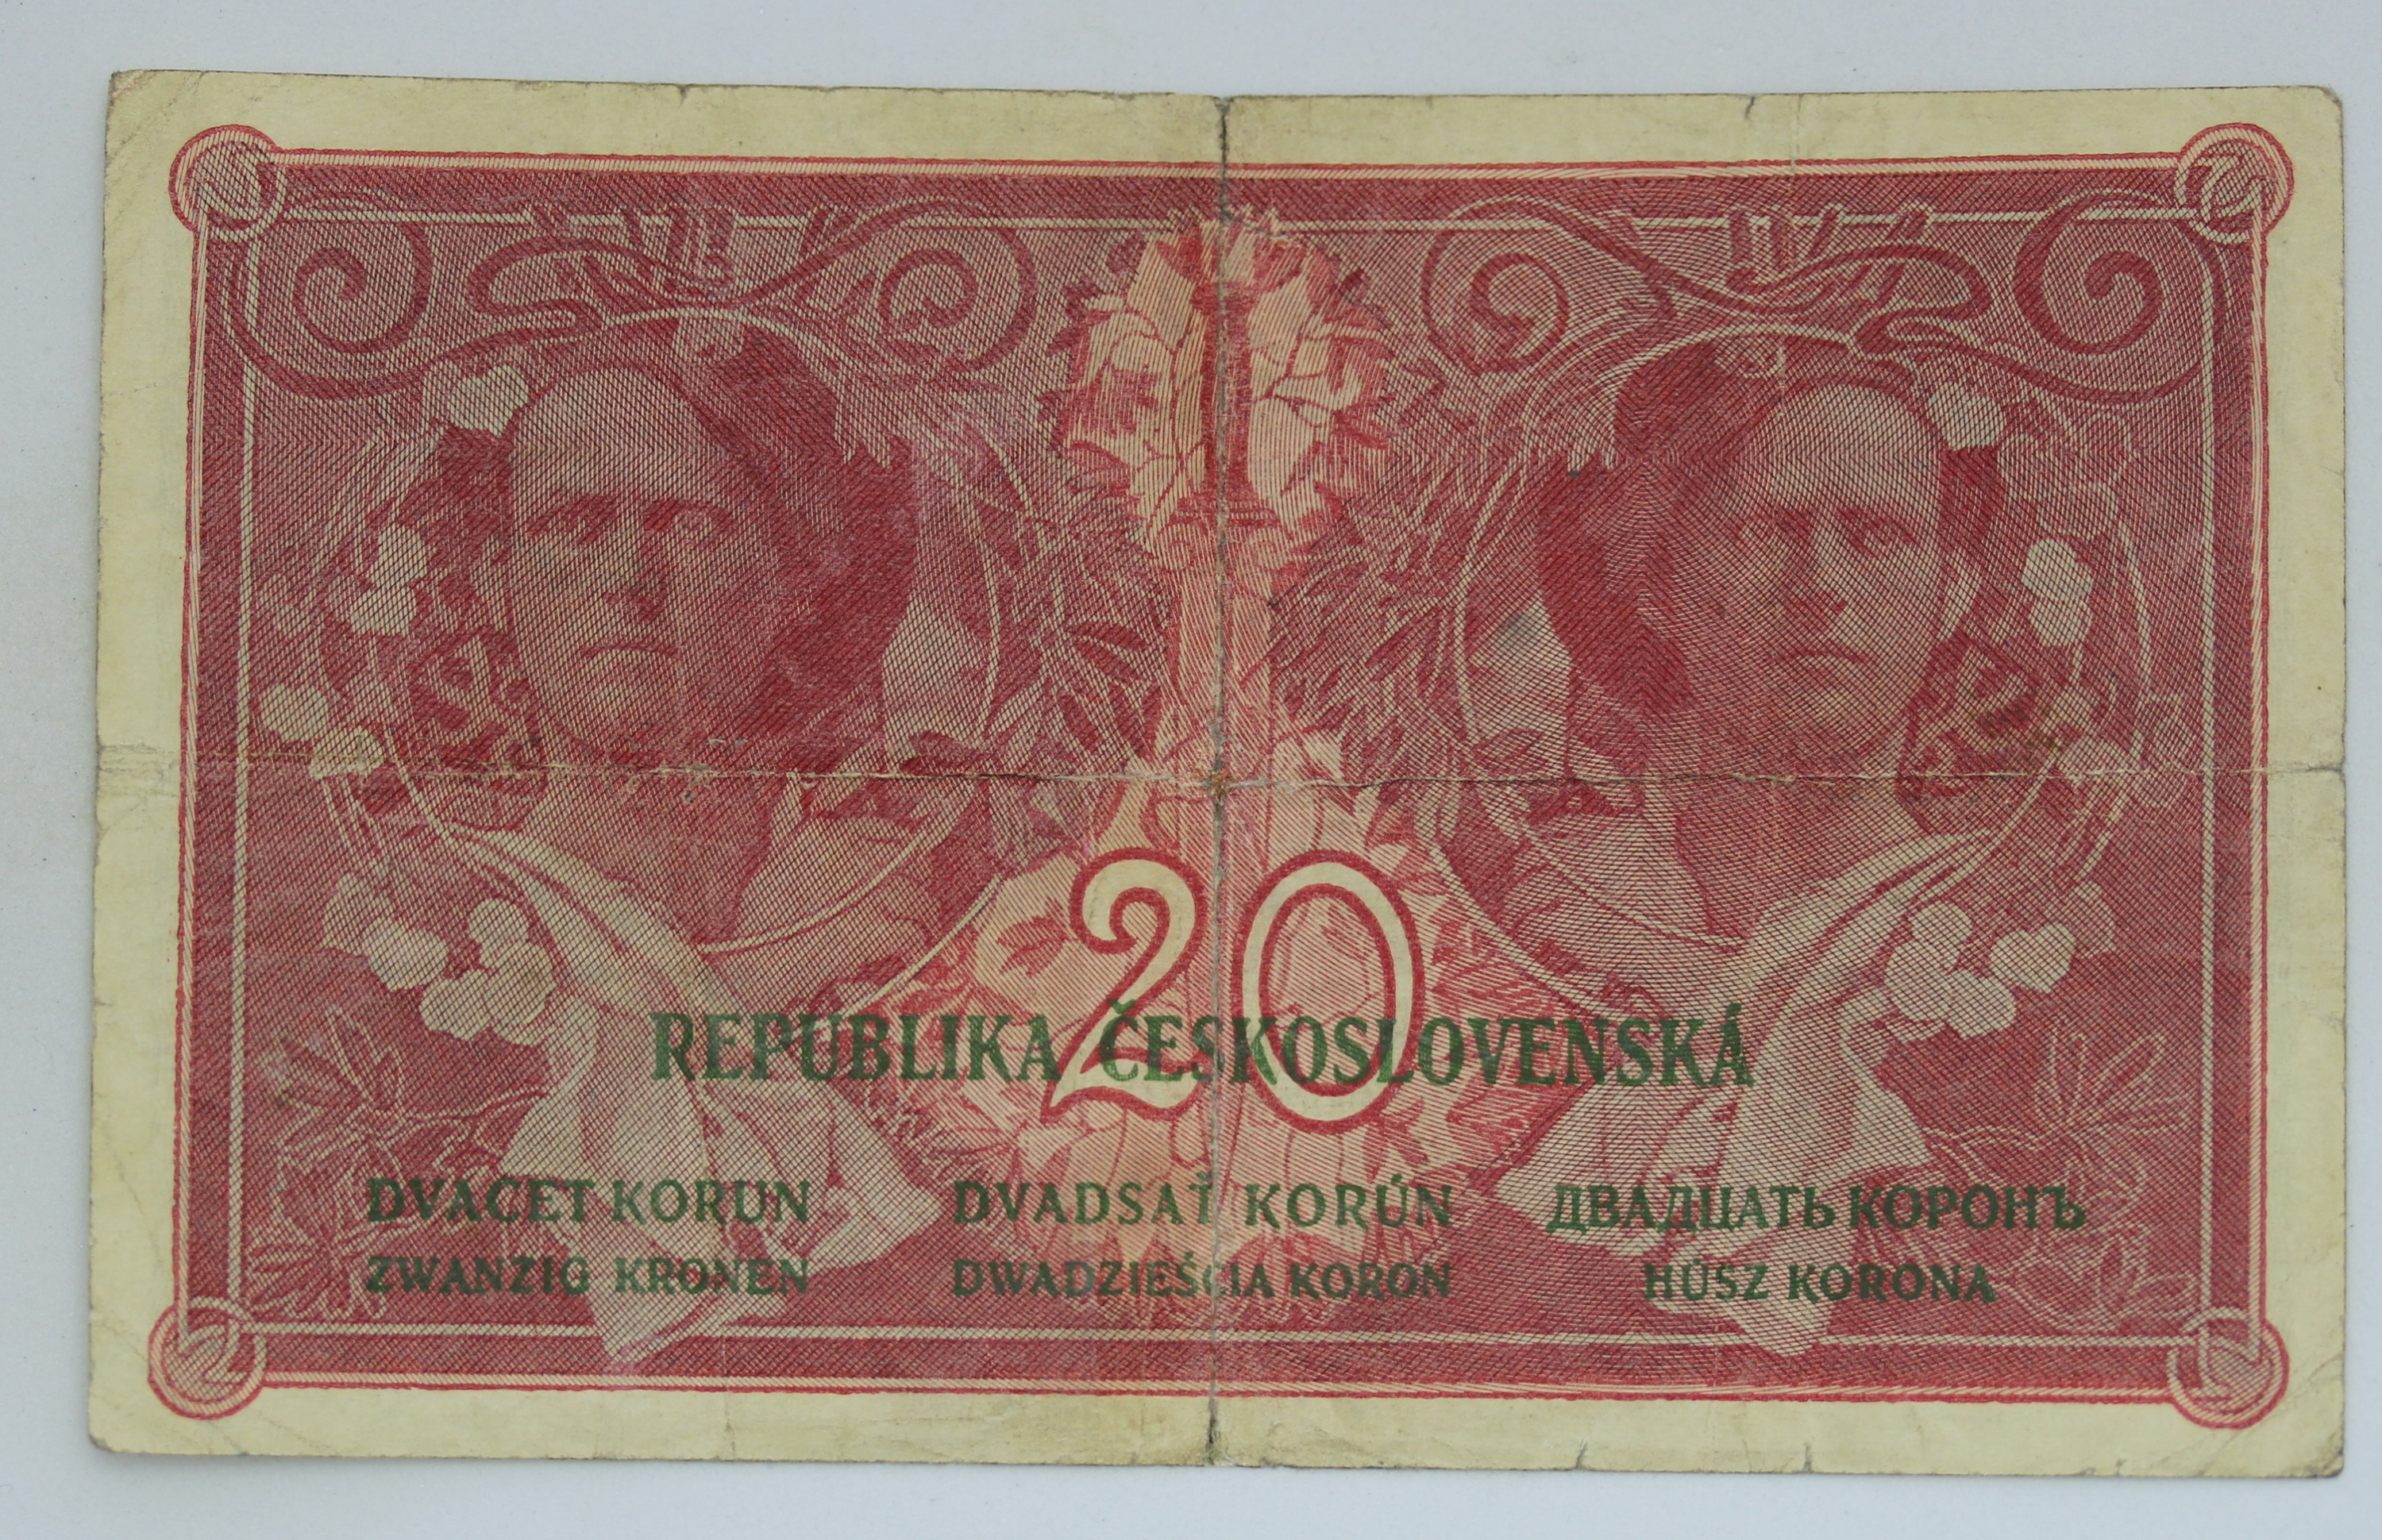 20
REPUBLIKA ČESKOSLOVENSKÁ
DVACET KORUN DVADSAŤ KORÚN ДВАДЦАТЬ КОРОНЪ
ZWANZIG KRONEN DWADZIEŚCIA KORON HÚSZ KORONA